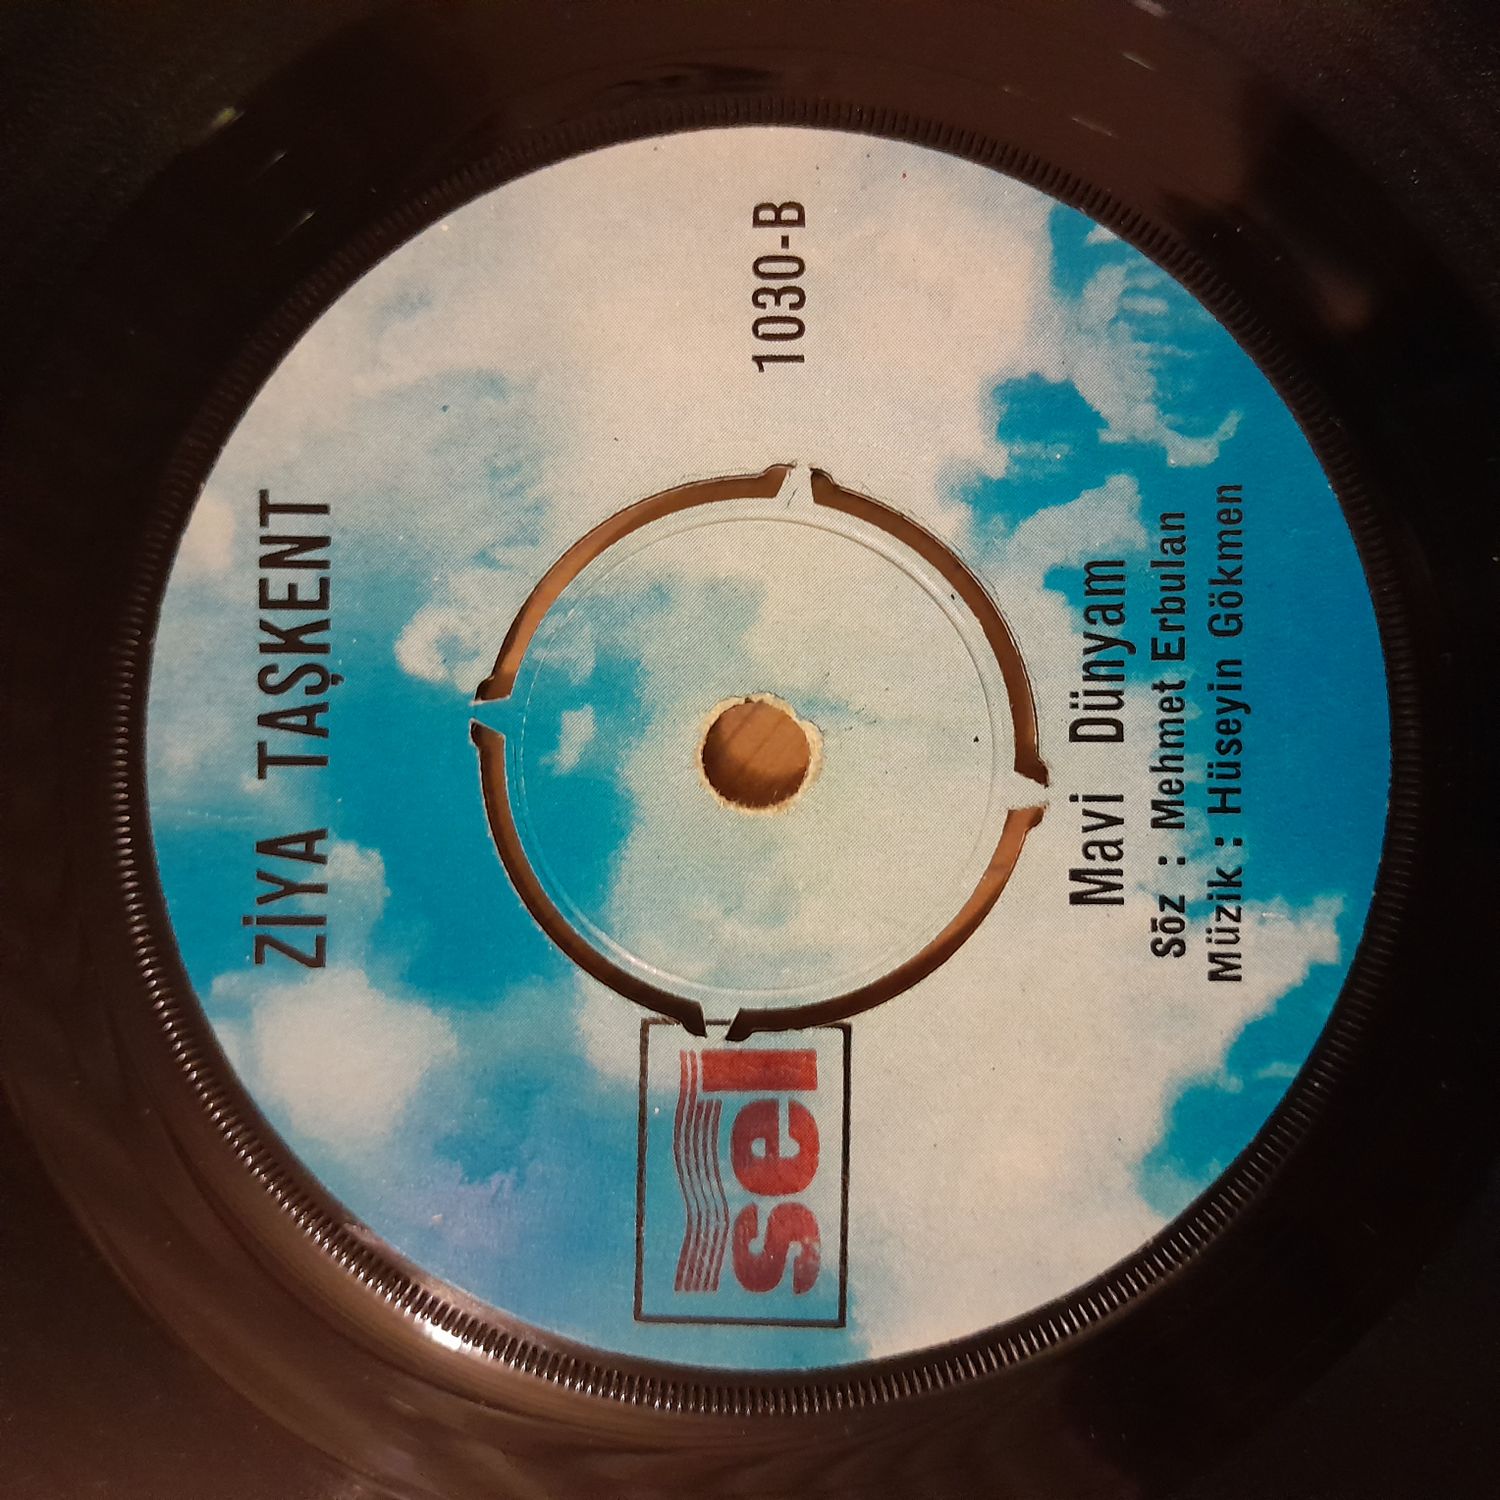 ZİYA TAŞKENT
sel
1030-B
Mavi Dünyam
Söz : Mehmet Erbulan
Müzik : Hüseyin Gökmen